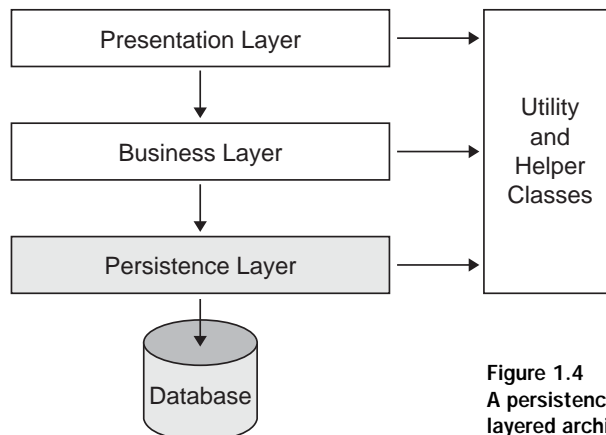 Presentation Layer
Business Layer
Persistence Layer
Database
Utility
and
Helper
Classes
Figure 1.4
A persistenc
layered archi